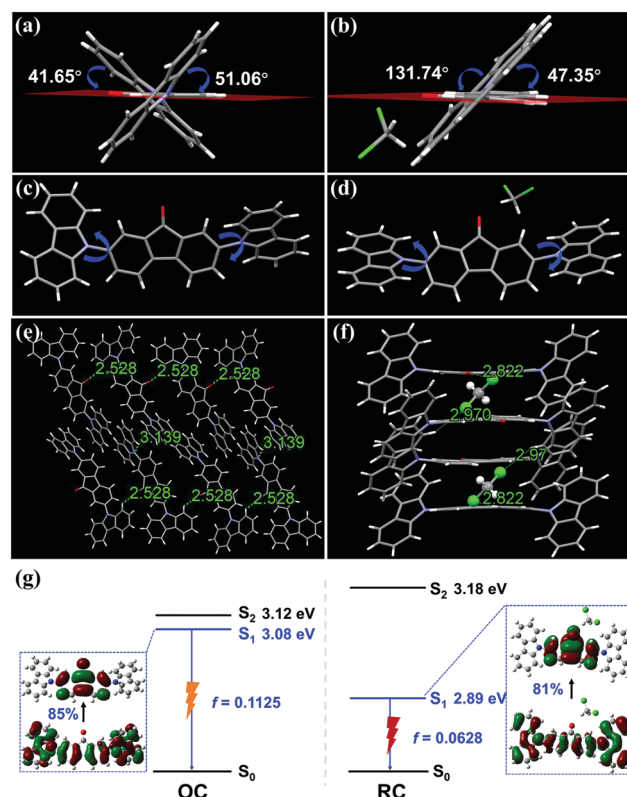 (a)
41.65°
51.06°
(b)
131.74°
47.35°
(c)
(d)
(e)
2.528
2.528
2.528
3.139
3.139
2.528
2.528
2.528
(f)
2.822
2.970
2.97
2.822
(g)
S2 3.12 eV
S1 3.08 eV
85%
f = 0.1125
S0
OC
S2 3.18 eV
S1 2.89 eV
81%
f = 0.0628
S0
RC